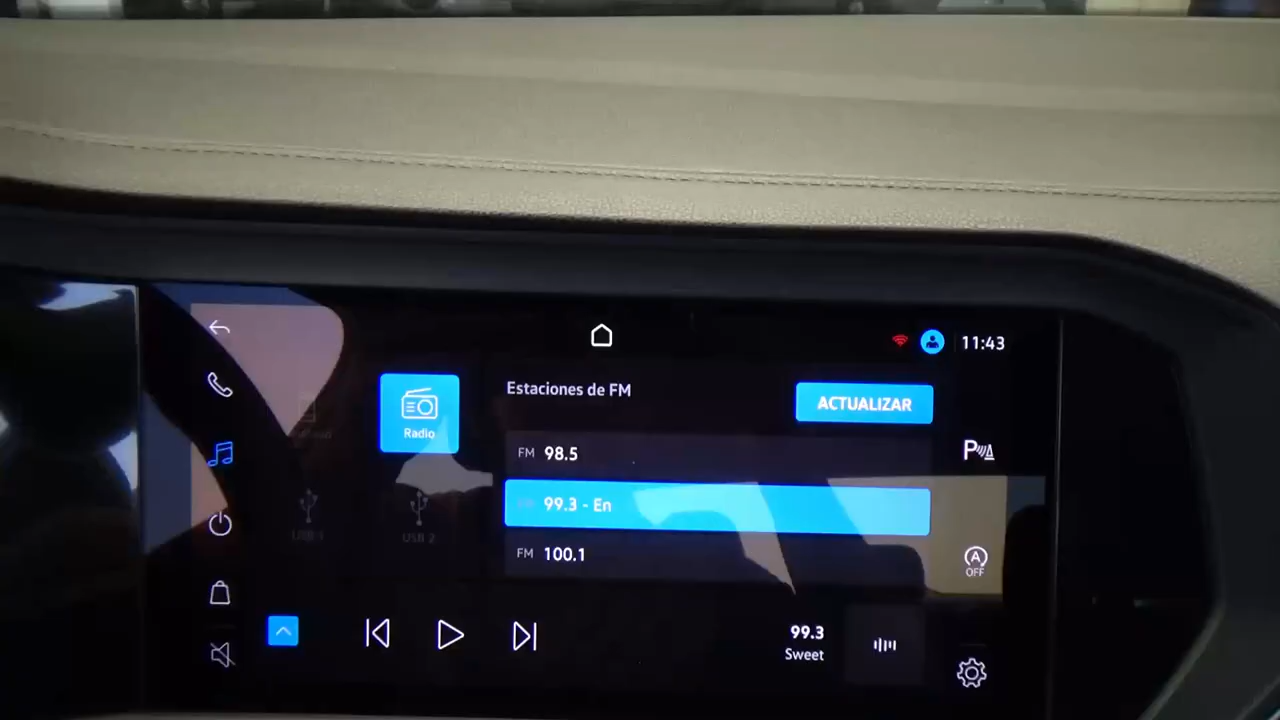 11:43
Estaciones de FM
ACTUALIZAR
Radio
FM 98.5
99.3 - En
FM 100.1
USB 1
USB 2
A
OFF
99.3
Sweet